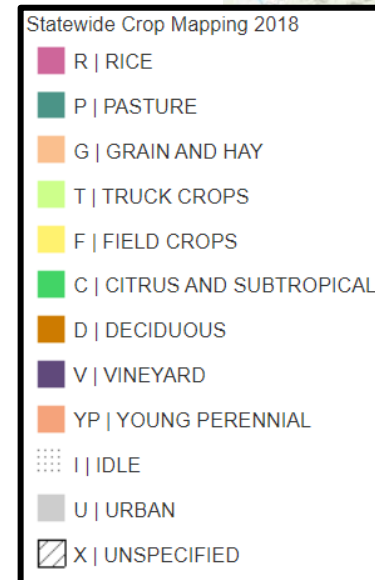 Statewide Crop Mapping 2018
R | RICE
P | PASTURE
G | GRAIN AND HAY
T | TRUCK CROPS
F | FIELD CROPS
C | CITRUS AND SUBTROPICAL
D | DECIDUOUS
V | VINEYARD
YP | YOUNG PERENNIAL
I | IDLE
U | URBAN
X | UNSPECIFIED